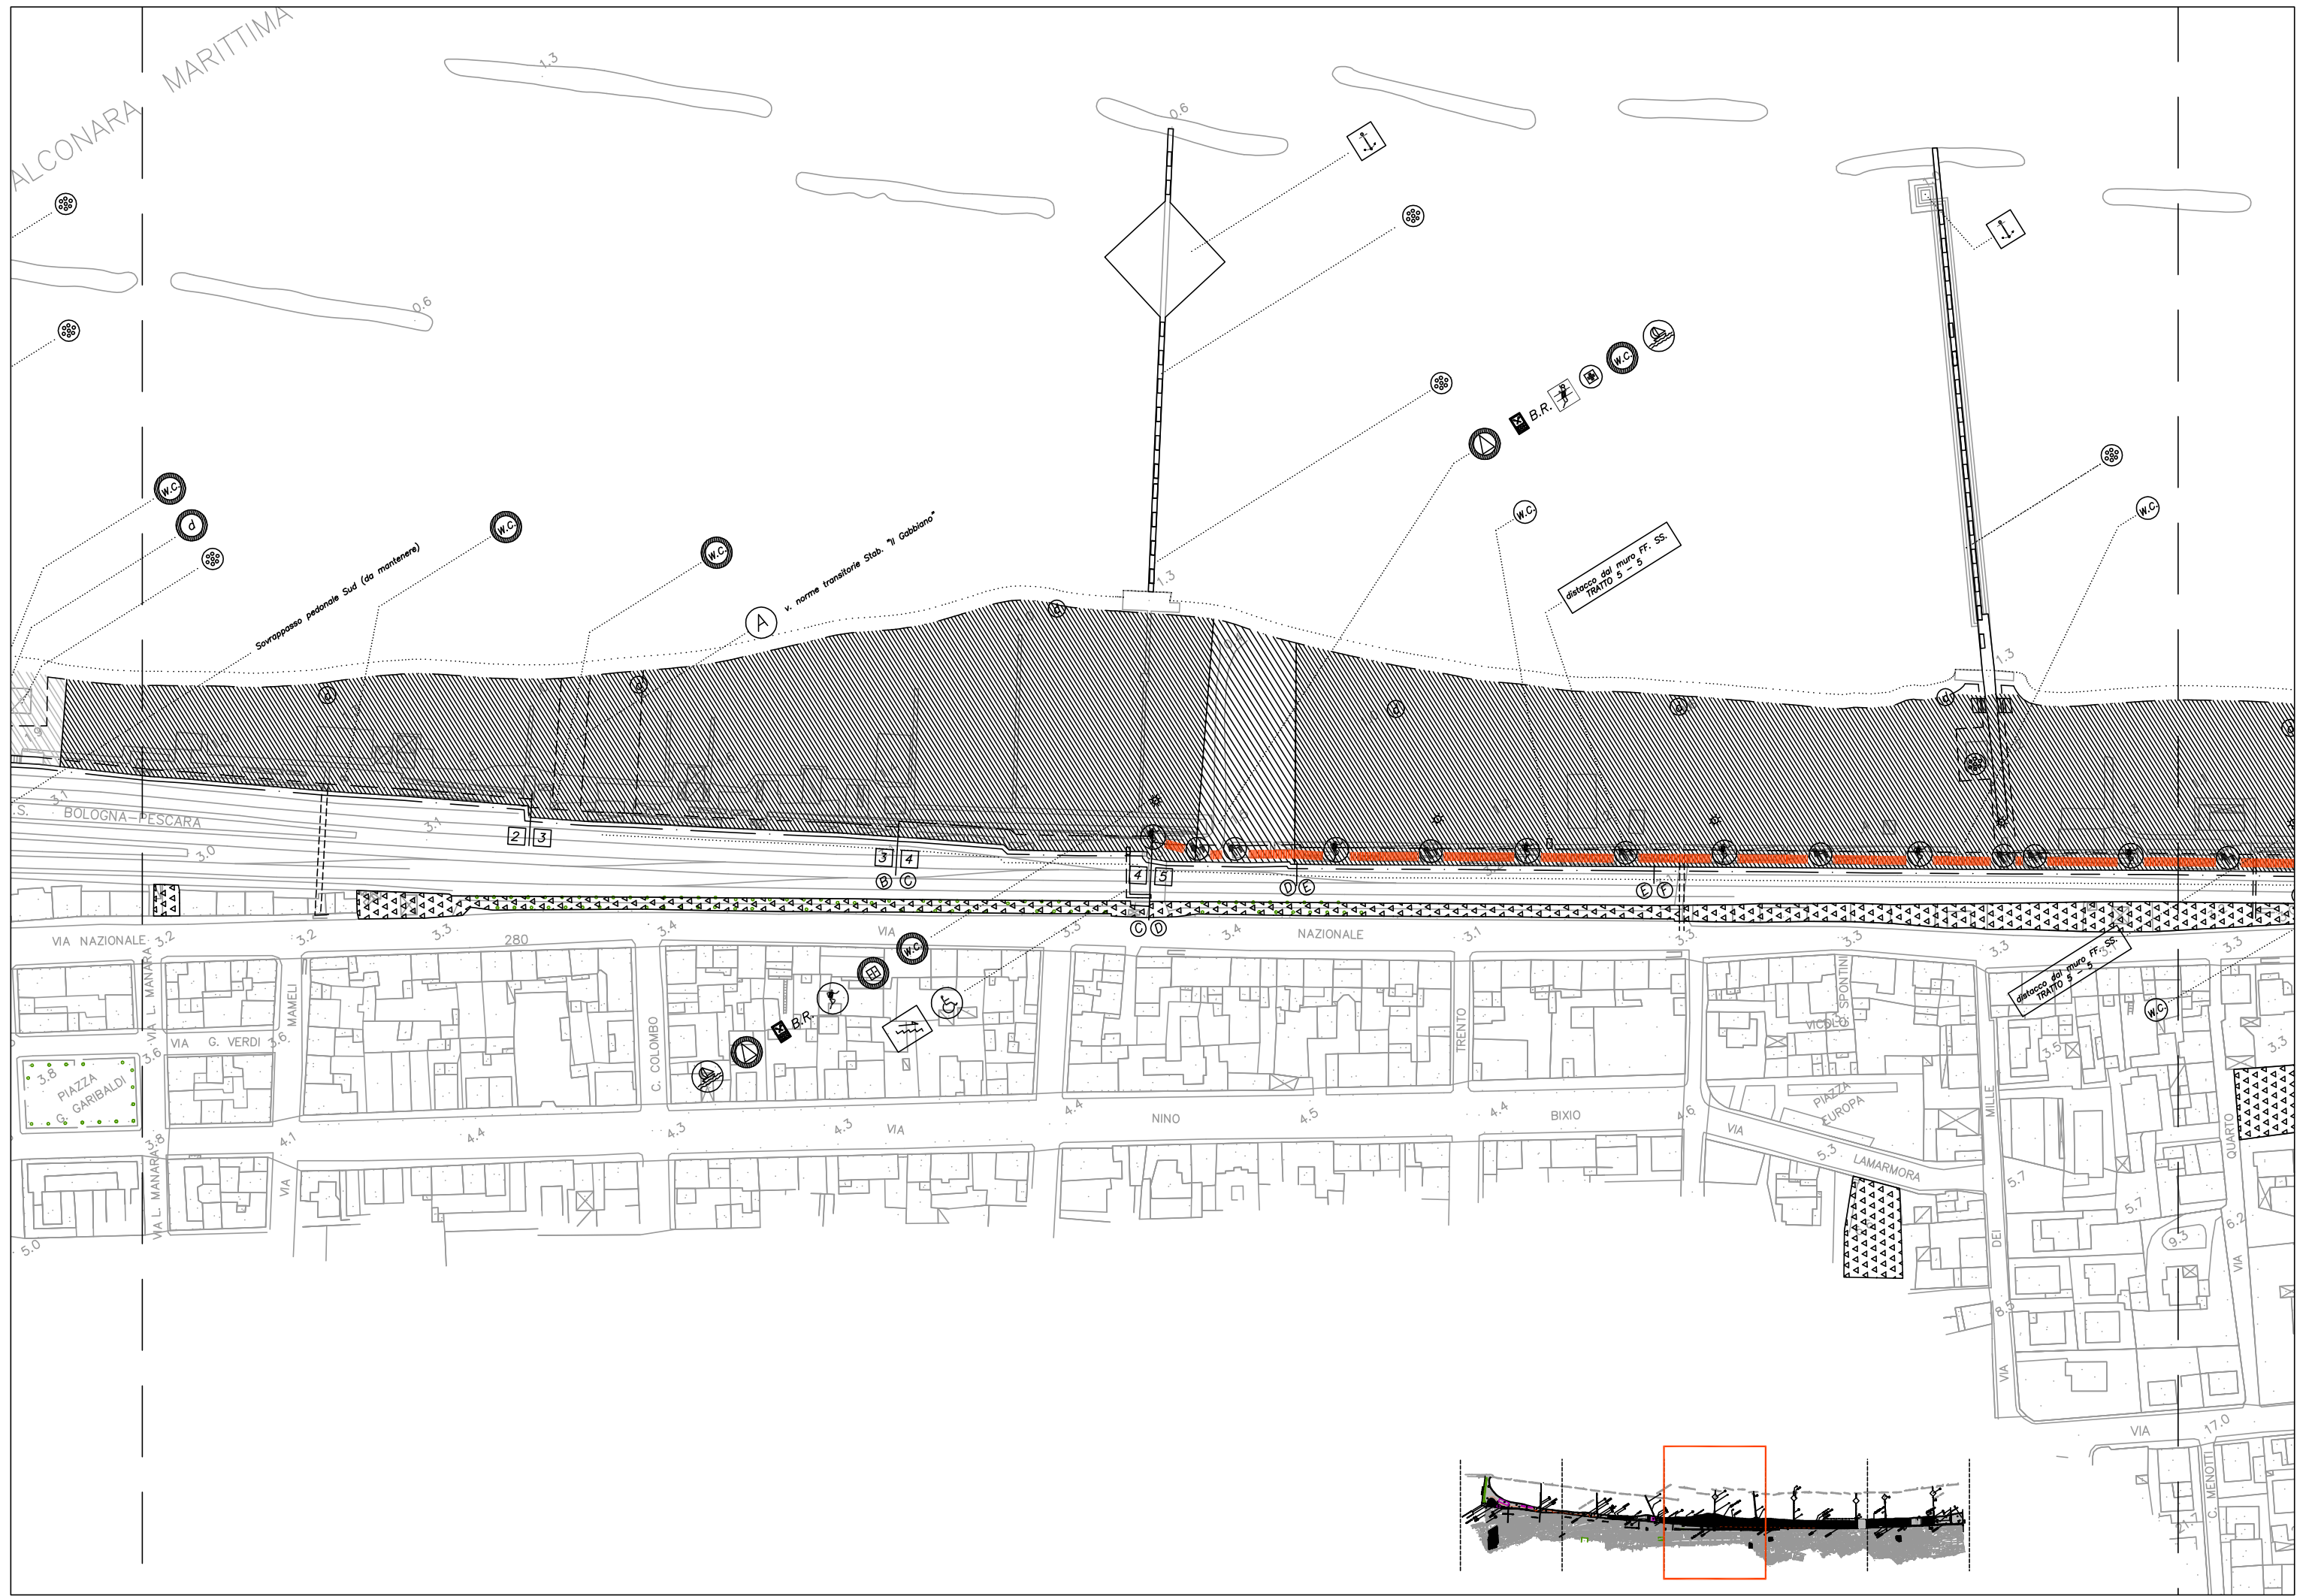 ALCONARA MARITTIMA
1.3
0.6
0.6
1.3
1.3
W.C.
d
W.C.
W.C.
Sovrappasso pedonale Sud (da mantenere)
A
v. norme transitorie Stab. "Il Gabbiano"
B.R.
W.C.
W.C.
W.C.
distacco dal muro FF. SS.
TRATTO 5 - 5
d
d
1.9
3.1
.S. BOLOGNA-PESCARA
3.1
3.0
2 3
3 4
B C
4 5
C D
D E
E F
VIA NAZIONALE
3.2
3.2
280
3.3
3.4
VIA
3.3
3.4
NAZIONALE
3.1
3.3
3.3
3.3
3.3
distacco dal muro FF. SS.
TRATTO 5 - 5
W.C.
W.C.
B.R.
VIA L. MANARA
MAMELI
VIA G. VERDI
3.6
3.6
3.8
PIAZZA
G. GARIBALDI
C. COLOMBO
TRENTO
VICOLO
G. SPONTINI
PIAZZA
EUROPA
3.5
3.3
MILLE
QUARTO
3.8
4.1
4.4
4.3
4.3
VIA
4.4
NINO
4.5
4.4
BIXIO
4.6
VIA
5.3
LAMARMORA
VIA L. MANARA
VIA
5.0
5.7
5.7
6.2
9.3
DEI
VIA
8.5
VIA
VIA
17.0
C. MENOTTI